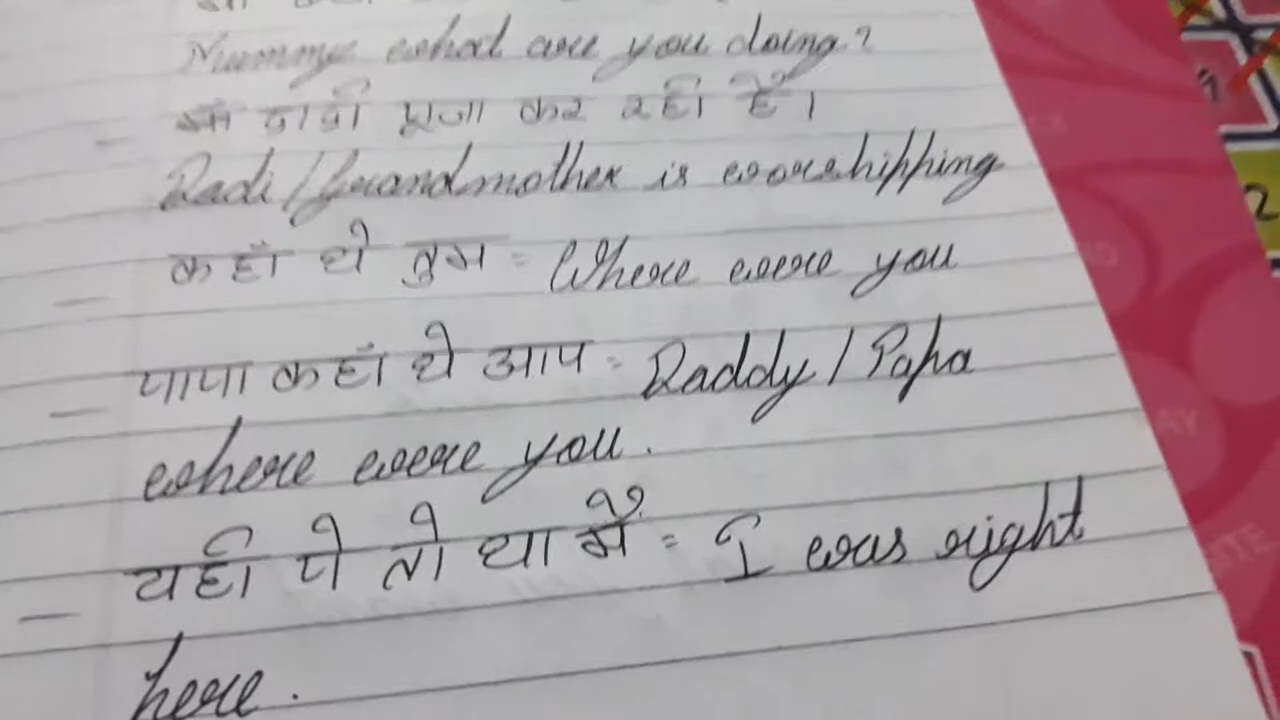 Mummy what are you doing?
दादी पूजा कर रही हैं।
Dadi/Grandmother is worshipping
कहाँ थे तुम = Where were you
पापा कहाँ थे आप = Daddy/Papa
where were you.
यही पे तो था मैं = I was right
here.
2